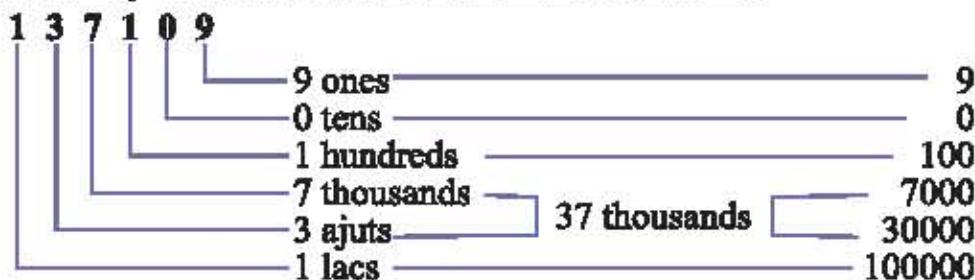 1 3 7 1 0 9
9 ones 9
0 tens 0
1 hundreds 100
7 thousands 7000
37 thousands
3 ajuts 30000
1 lacs 100000